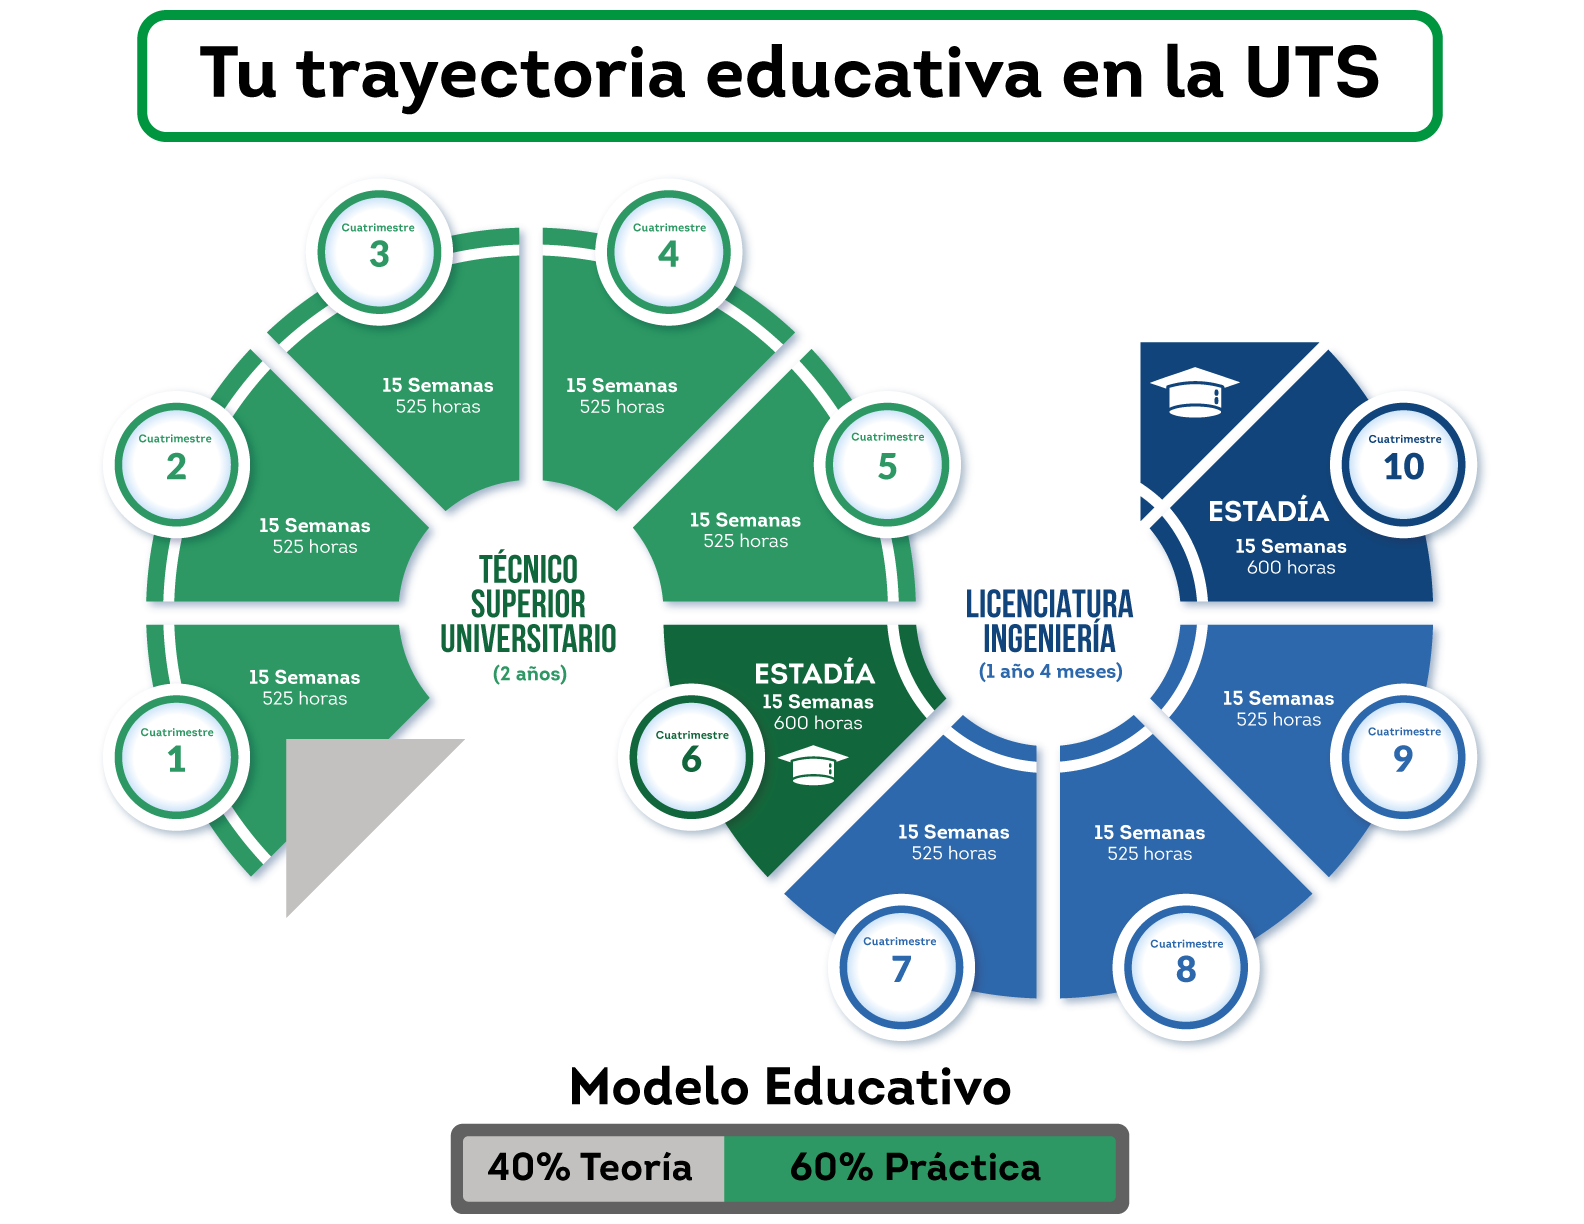 Tu trayectoria educativa en la UTS
Cuatrimestre
1
15 Semanas
525 horas
Cuatrimestre
2
15 Semanas
525 horas
Cuatrimestre
3
15 Semanas
525 horas
Cuatrimestre
4
15 Semanas
525 horas
Cuatrimestre
5
15 Semanas
525 horas
TÉCNICO
SUPERIOR
UNIVERSITARIO
(2 años)
Cuatrimestre
6
ESTADÍA
15 Semanas
600 horas
Cuatrimestre
7
15 Semanas
525 horas
Cuatrimestre
8
15 Semanas
525 horas
Cuatrimestre
9
15 Semanas
525 horas
Cuatrimestre
10
ESTADÍA
15 Semanas
600 horas
LICENCIATURA
INGENIERÍA
(1 año 4 meses)
Modelo Educativo
40% Teoría
60% Práctica